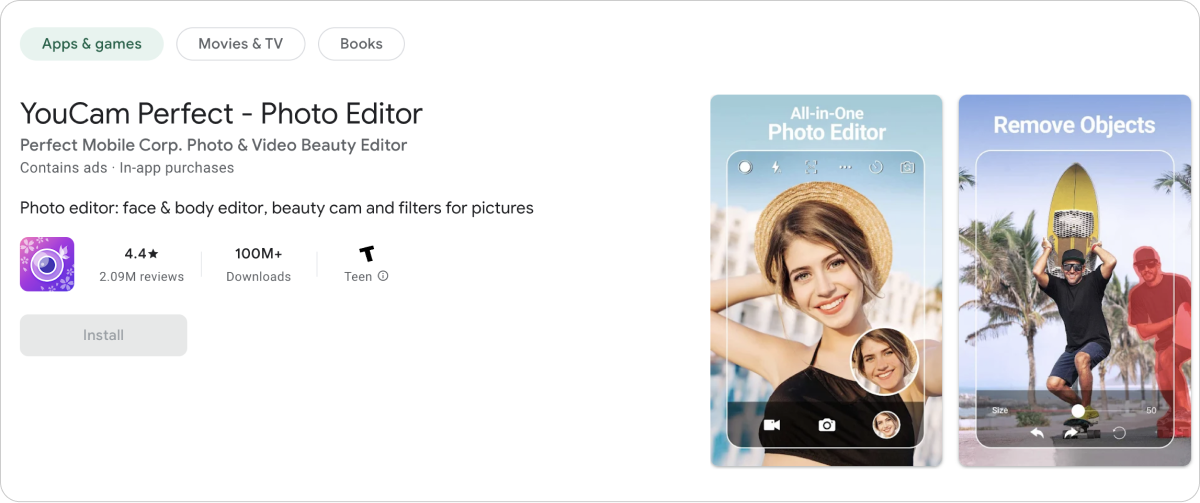 Apps & games
Movies & TV
Books
YouCam Perfect - Photo Editor
Perfect Mobile Corp. Photo & Video Beauty Editor
Contains ads · In-app purchases
Photo editor: face & body editor, beauty cam and filters for pictures
4.4★
2.09M reviews
100M+
Downloads
T
Teen
Install
All-in-One
Photo Editor
Remove Objects
Size
50